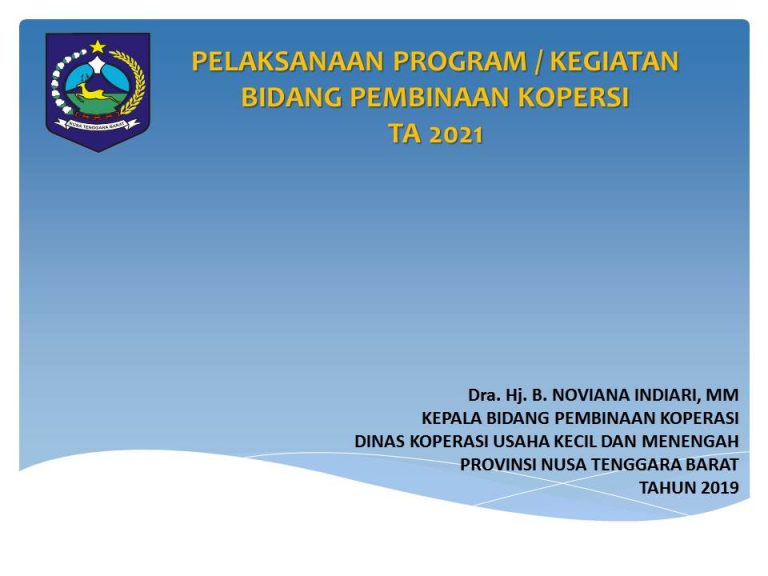 NUSA TENGGARA BARAT
PELAKSANAAN PROGRAM / KEGIATAN
BIDANG PEMBINAAN KOPERSI
TA 2021
Dra. Hj. B. NOVIANA INDIARI, MM
KEPALA BIDANG PEMBINAAN KOPERASI
DINAS KOPERASI USAHA KECIL DAN MENENGAH
PROVINSI NUSA TENGGARA BARAT
TAHUN 2019